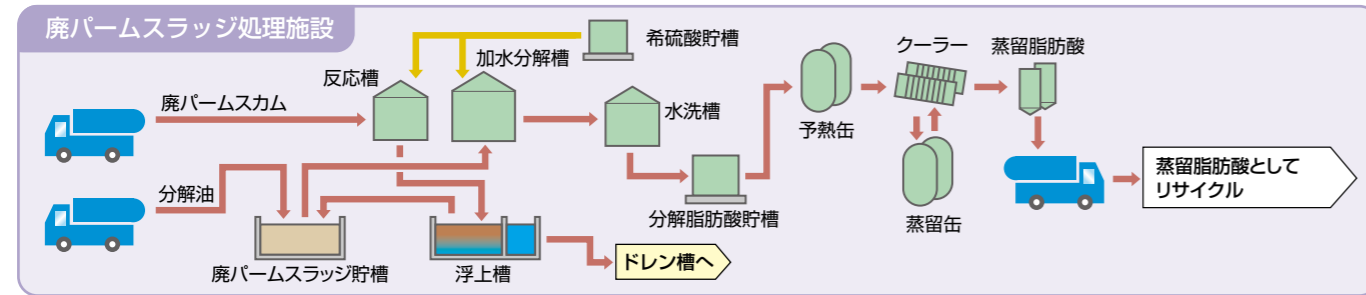 廃パームスラッジ処理施設
希硫酸貯槽
加水分解槽
反応槽
クーラー
蒸留脂肪酸
廃パームスカム
水洗槽
予熱缶
分解油
蒸留脂肪酸として
リサイクル
分解脂肪酸貯槽
蒸留缶
ドレン槽へ
廃パームスラッジ貯槽
浮上槽